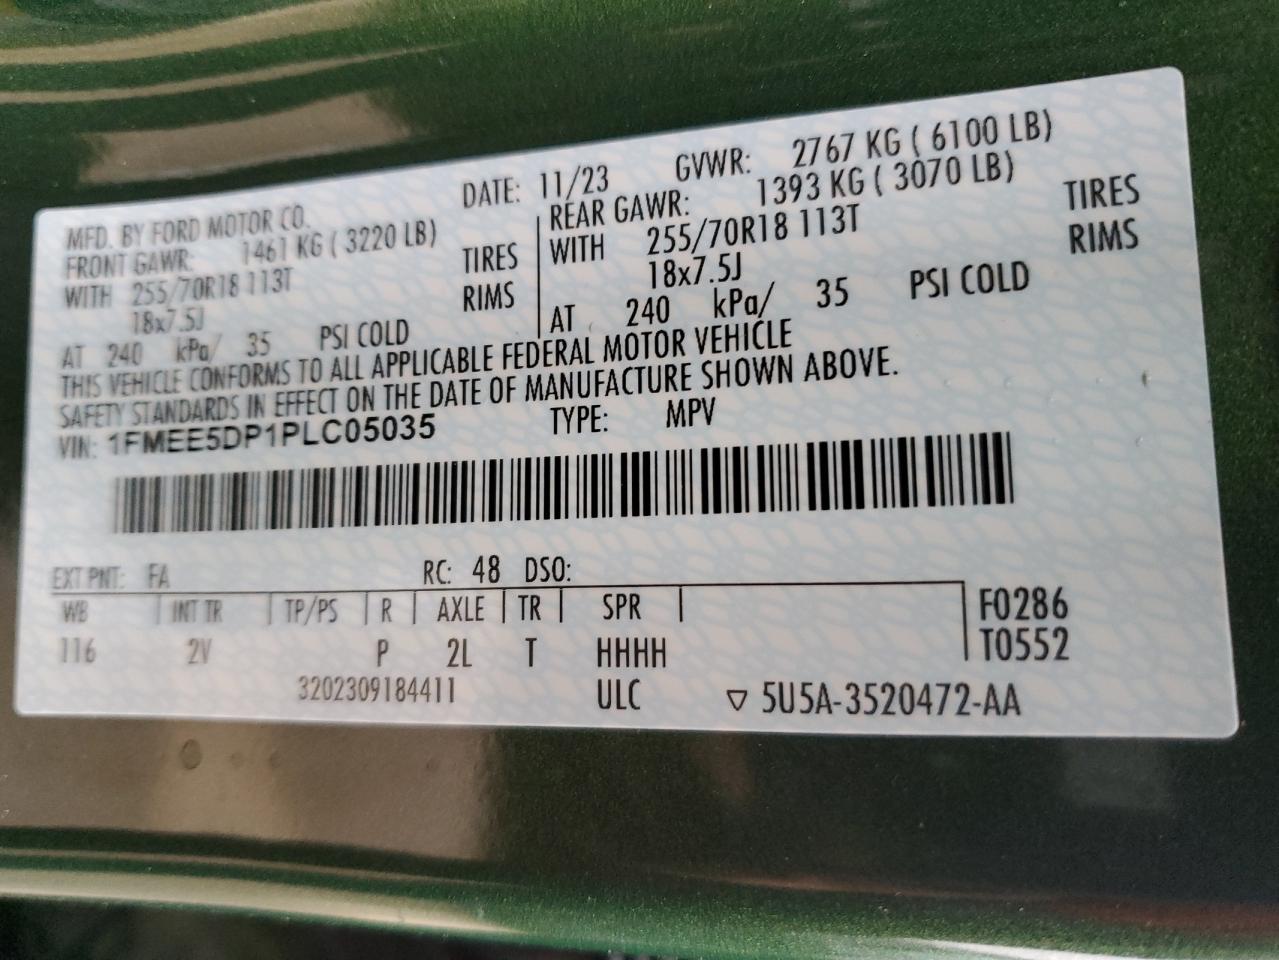 MFD. BY FORD MOTOR CO. DATE: 11/23 GVWR: 2767 KG ( 6100 LB)
FRONT GAWR: 1461 KG ( 3220 LB) REAR GAWR: 1393 KG ( 3070 LB)
WITH 255/70R18 113T TIRES WITH 255/70R18 113T TIRES
18x7.5J RIMS 18x7.5J RIMS
AT 240 kPa/ 35 PSI COLD AT 240 kPa/ 35 PSI COLD
THIS VEHICLE CONFORMS TO ALL APPLICABLE FEDERAL MOTOR VEHICLE
SAFETY STANDARDS IN EFFECT ON THE DATE OF MANUFACTURE SHOWN ABOVE.
VIN: 1FMEE5DP1PLC05035 TYPE: MPV
EXT PNT: FA RC: 48 DSO:
WB INT TR TP/PS R AXLE TR SPR F0286
116 2V P 2L T HHHH T0552
3202309184411 ULC ▽ 5U5A-3520472-AA